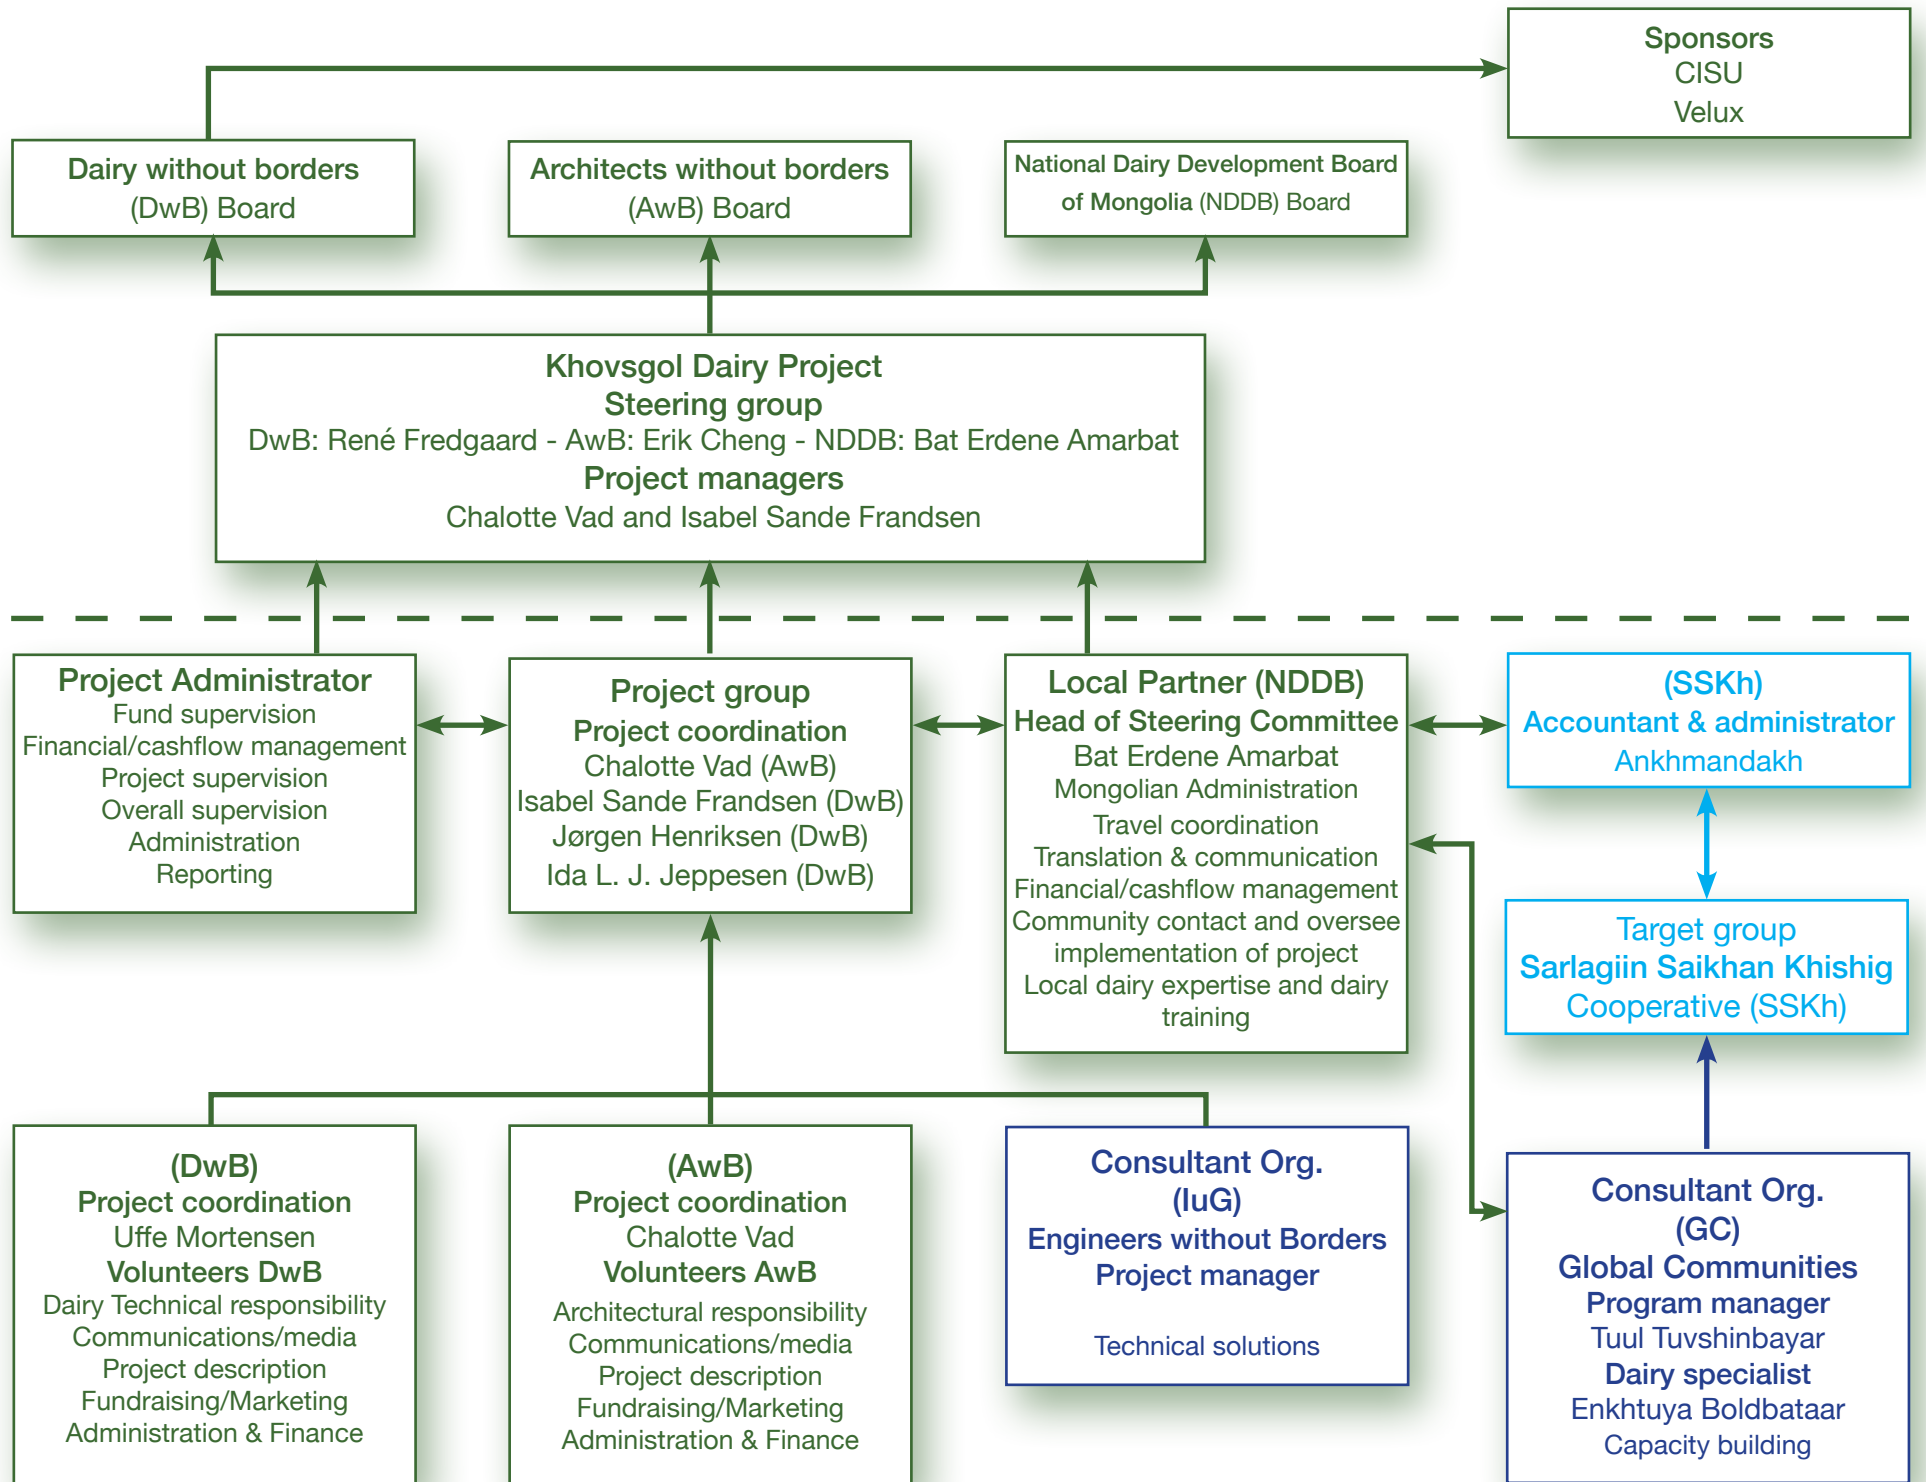 Sponsors
CISU
Velux
Dairy without borders
(DwB) Board
Architects without borders
(AwB) Board
National Dairy Development Board
of Mongolia (NDDB) Board
Khovsgol Dairy Project
Steering group
DwB: René Fredgaard - AwB: Erik Cheng - NDDB: Bat Erdene Amarbat
Project managers
Chalotte Vad and Isabel Sande Frandsen
Project Administrator
Fund supervision
Financial/cashflow management
Project supervision
Overall supervision
Administration
Reporting
Project group
Project coordination
Chalotte Vad (AwB)
Isabel Sande Frandsen (DwB)
Jørgen Henriksen (DwB)
Ida L. J. Jeppesen (DwB)
Local Partner (NDDB)
Head of Steering Committee
Bat Erdene Amarbat
Mongolian Administration
Travel coordination
Translation & communication
Financial/cashflow management
Community contact and oversee
implementation of project
Local dairy expertise and dairy
training
(SSKh)
Accountant & administrator
Ankhmandakh
Target group
Sarlagiin Saikhan Khishig
Cooperative (SSKh)
(DwB)
Project coordination
Uffe Mortensen
Volunteers DwB
Dairy Technical responsibility
Communications/media
Project description
Fundraising/Marketing
Administration & Finance
(AwB)
Project coordination
Chalotte Vad
Volunteers AwB
Architectural responsibility
Communications/media
Project description
Fundraising/Marketing
Administration & Finance
Consultant Org.
(IuG)
Engineers without Borders
Project manager
Technical solutions
Consultant Org.
(GC)
Global Communities
Program manager
Tuul Tuvshinbayar
Dairy specialist
Enkhtuya Boldbataar
Capacity building